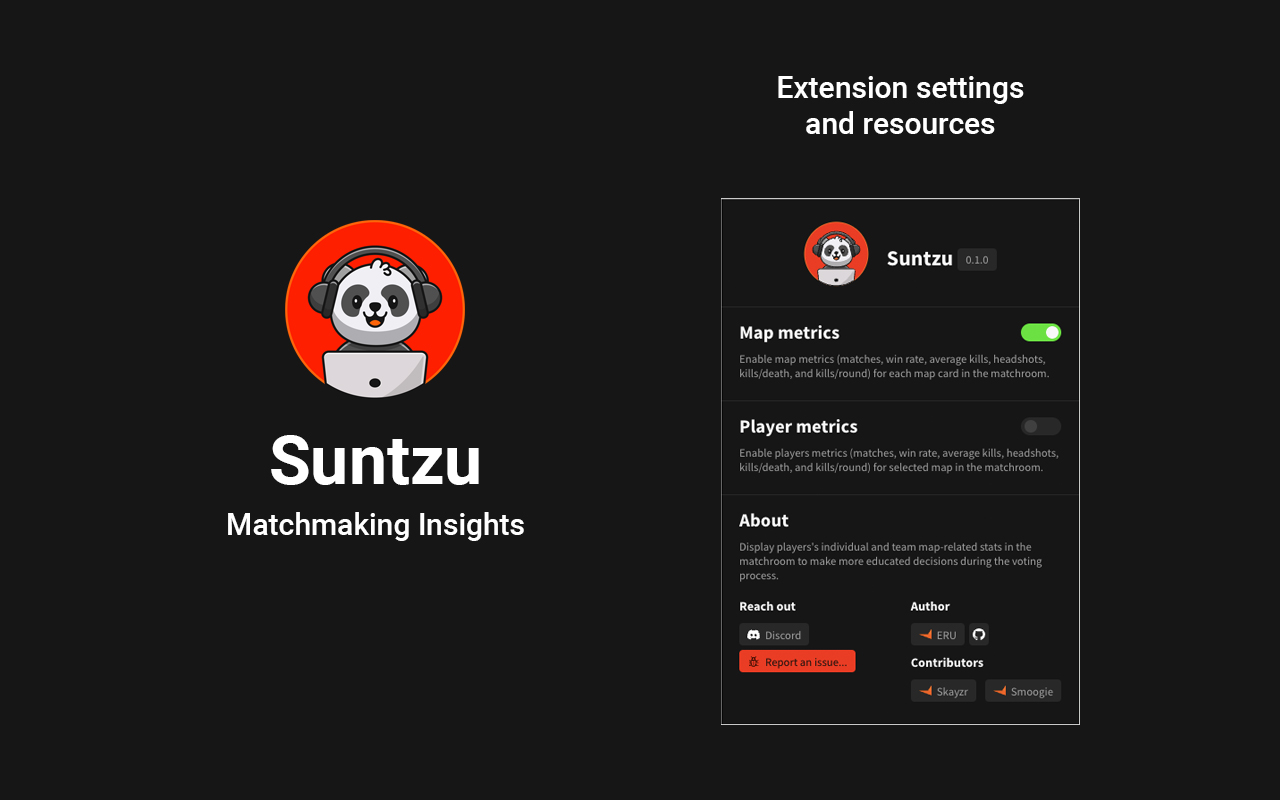 Suntzu
Matchmaking Insights
Extension settings
and resources
Suntzu 0.1.0
Map metrics
Enable map metrics (matches, win rate, average kills, headshots,
kills/death, and kills/round) for each map card in the matchroom.
Player metrics
Enable players metrics (matches, win rate, average kills, headshots,
kills/death, and kills/round) for selected map in the matchroom.
About
Display players's individual and team map-related stats in the
matchroom to make more educated decisions during the voting
process.
Reach out
Discord
Report an issue...
Author
ERU
Contributors
Skayzr Smoogie